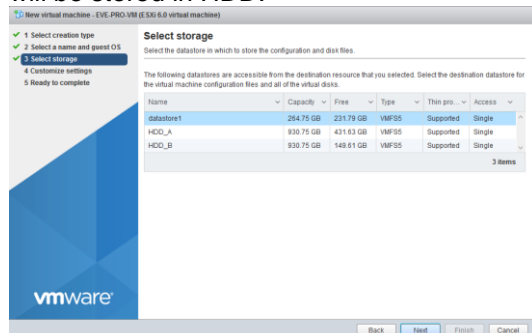 will be stored in HDD.
New virtual machine - EVE-PRO-VM (ESXi 6.0 virtual machine)
1 Select creation type
2 Select a name and guest OS
3 Select storage
4 Customize settings
5 Ready to complete
Select storage
Select the datastore in which to store the configuration and disk files.
The following datastores are accessible from the destination resource that you selected. Select the destination datastore for
the virtual machine configuration files and all of the virtual disks.
Name Capacity Free Type Thin pro... Access
datastore1 264.75 GB 231.79 GB VMFS5 Supported Single
HDD_A 930.75 GB 431.63 GB VMFS5 Supported Single
HDD_B 930.75 GB 149.61 GB VMFS5 Supported Single
3 items
vmware
Back Next Finish Cancel